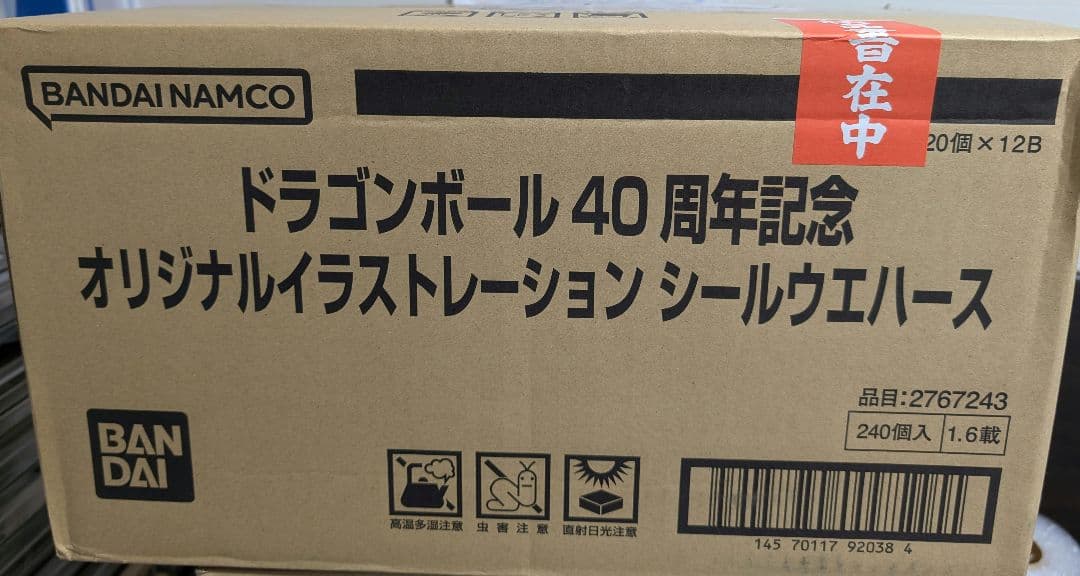 BANDAI NAMCO
書在中
20個×12B
ドラゴンボール 40 周年記念
オリジナルイラストレーション シールウエハース
品目:2767243
240個入 1.6載
BAN
DAI
高温多湿注意 虫害注意 直射日光注意
145 70117 92038 4